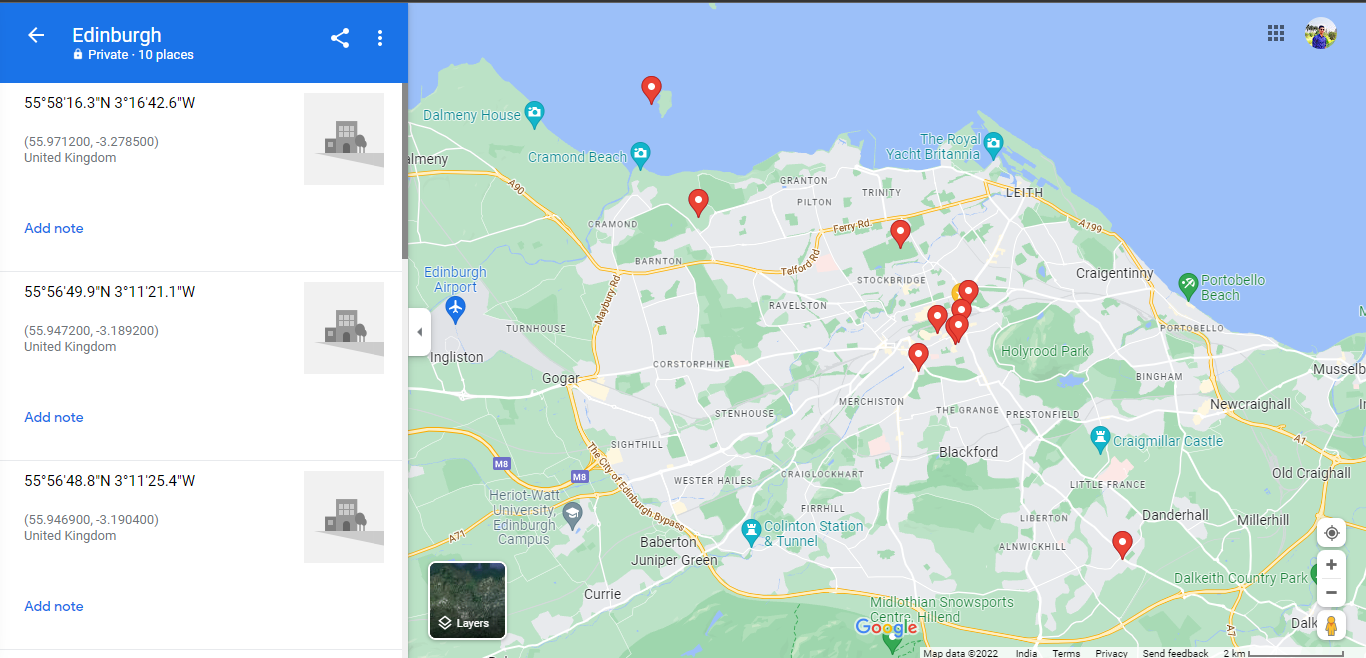 Edinburgh
Private · 10 places
55°58'16.3"N 3°16'42.6"W
(55.971200, -3.278500)
United Kingdom
Add note
55°56'49.9"N 3°11'21.1"W
(55.947200, -3.189200)
United Kingdom
Add note
55°56'48.8"N 3°11'25.4"W
(55.946900, -3.190400)
United Kingdom
Add note
Dalmeny House
almeny
Cramond Beach
The Royal
Yacht Britannia
A90
GRANTON
TRINITY
PILTON
LEITH
CRAMOND
Ferry Rd
A199
BARNTON
Telford Rd
Edinburgh
Airport
STOCKBRIDGE
Craigentinny
Portobello
Beach
Maybury Rd
RAVELSTON
TURNHOUSE
PORTOBELLO
Ingliston
CORSTORPHINE
Holyrood Park
Musselb
Gogar
BINGHAM
MERCHISTON
Newcraighall
STENHOUSE
THE GRANGE
PRESTONFIELD
SIGHTHILL
Craigmillar Castle
A1
Blackford
M8
M8
The City of Edinburgh Bypass
WESTER HAILES
CRAIGLOCKHART
LITTLE FRANCE
Old Craighall
Heriot-Watt
University,
Edinburgh
Campus
FIRRHILL
LIBERTON
Danderhall
Millerhill
A71
Colinton Station
& Tunnel
Baberton
Juniper Green
ALNWICKHILL
Dalkeith Country Park
Currie
Midlothian Snowsports
Centre, Hillend
Dalk
A7
Layers
Google
Map data ©2022
India
Terms
Privacy
Send feedback
2 km